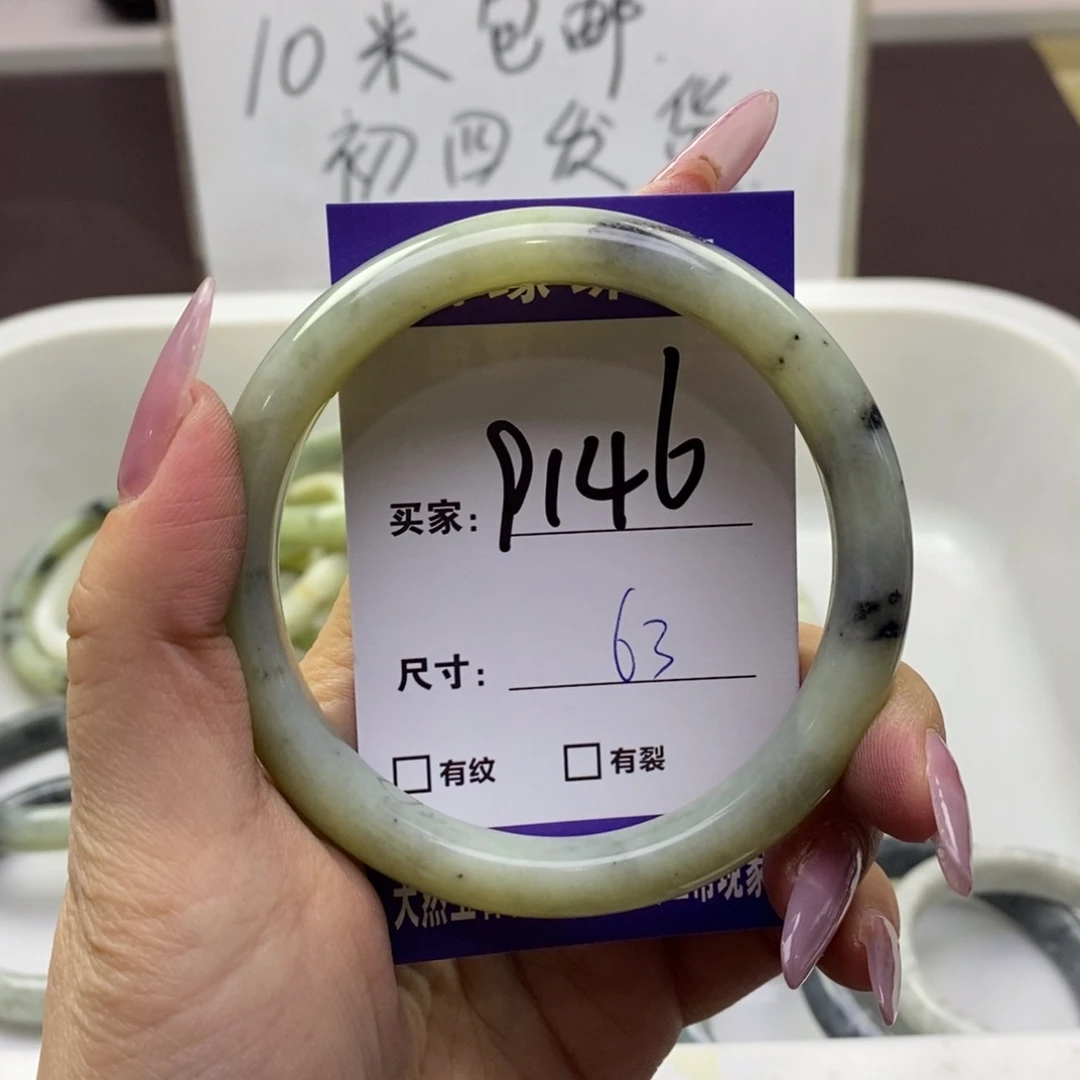 10米包邮
初四发货
买家：p146
尺寸：63
□有纹 □有裂